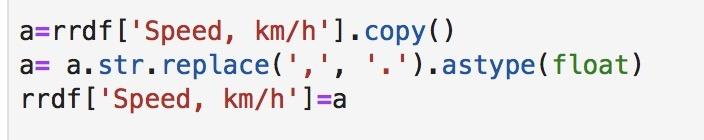 a=rrdf['Speed, km/h'].copy()
a= a.str.replace(',', '.').astype(float)
rrdf['Speed, km/h']=a